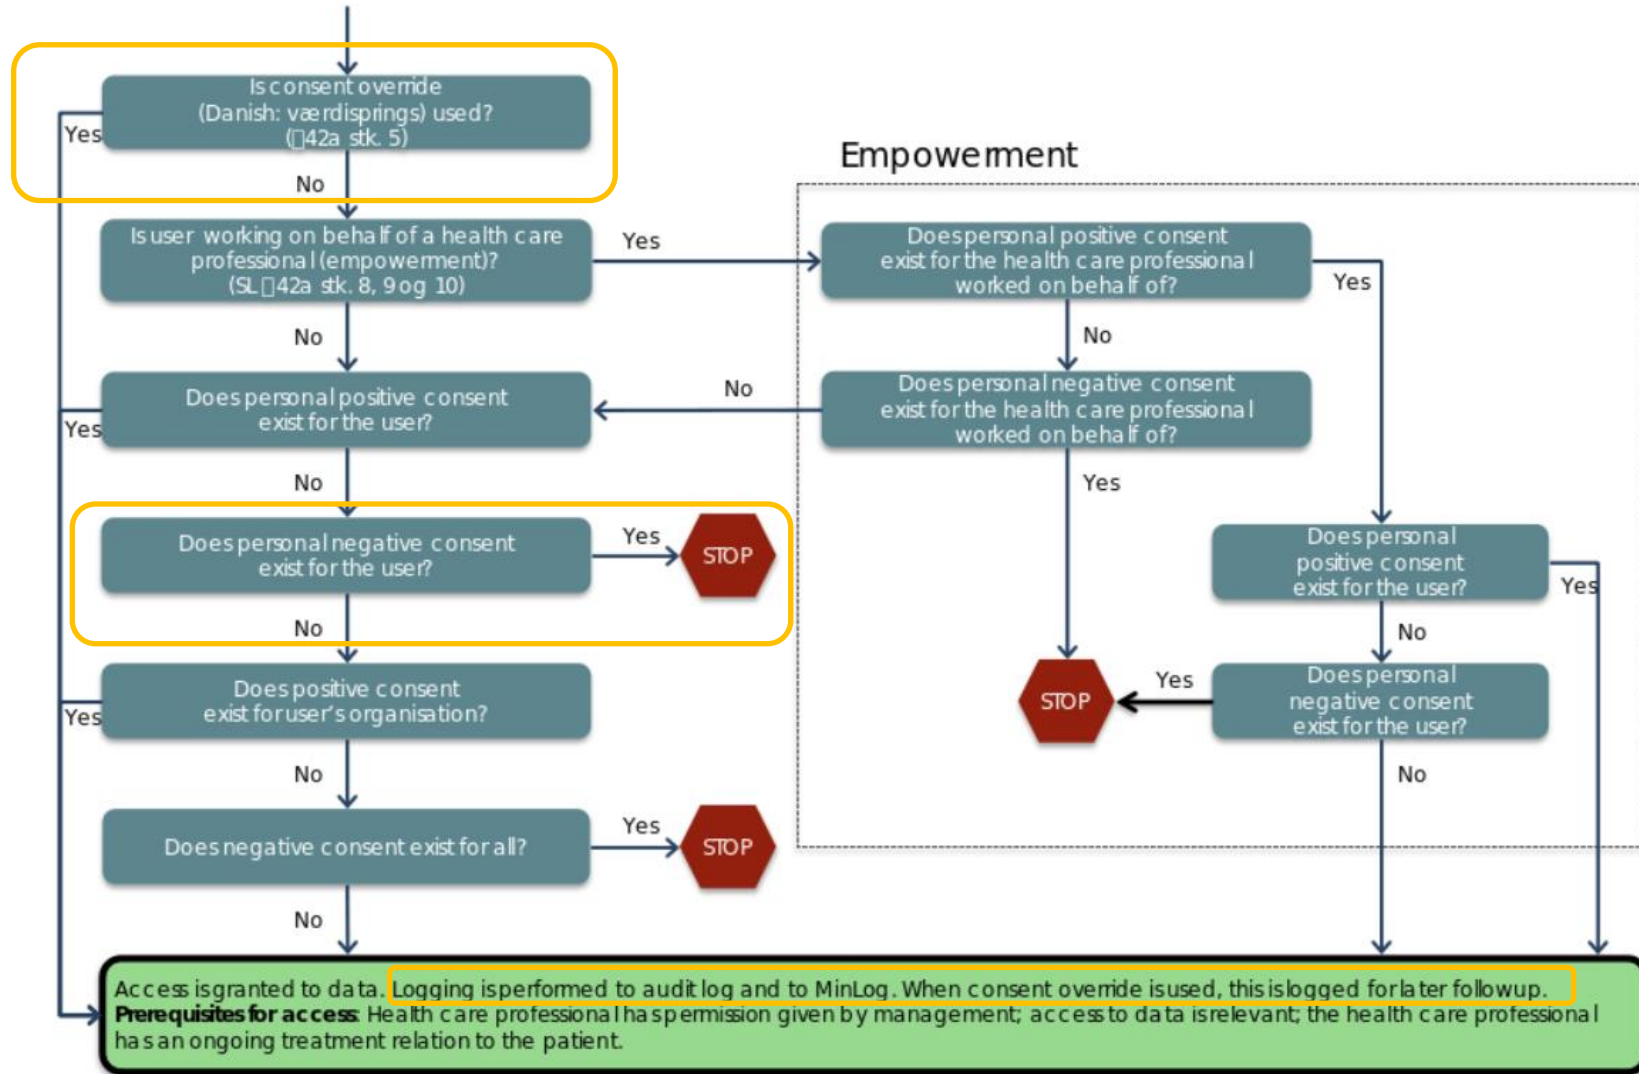 Is consent override
(Danish: værdisprings) used?
(□42a stk. 5)
Yes
No
Empowerment
Is user working on behalf of a health care
professional (empowerment)?
(SL □42a stk. 8, 9 og 10)
Yes
No
Does personal positive consent
exist for the health care professional
worked on behalf of?
Yes
No
Does personal positive consent
exist for the user?
Yes
No
Does personal negative consent
exist for the health care professional
worked on behalf of?
No
Yes
Does personal negative consent
exist for the user?
Yes
STOP
No
Does personal
positive consent
exist for the user?
Yes
No
Does positive consent
exist for user's organisation?
Yes
No
Does personal
negative consent
exist for the user?
Yes
STOP
No
Does negative consent exist for all?
Yes
STOP
No
Access is granted to data. Logging is performed to audit log and to MinLog. When consent override is used, this is logged for later followup.
Prerequisites for access: Health care professional has permission given by management; access to data is relevant; the health care professional
has an ongoing treatment relation to the patient.